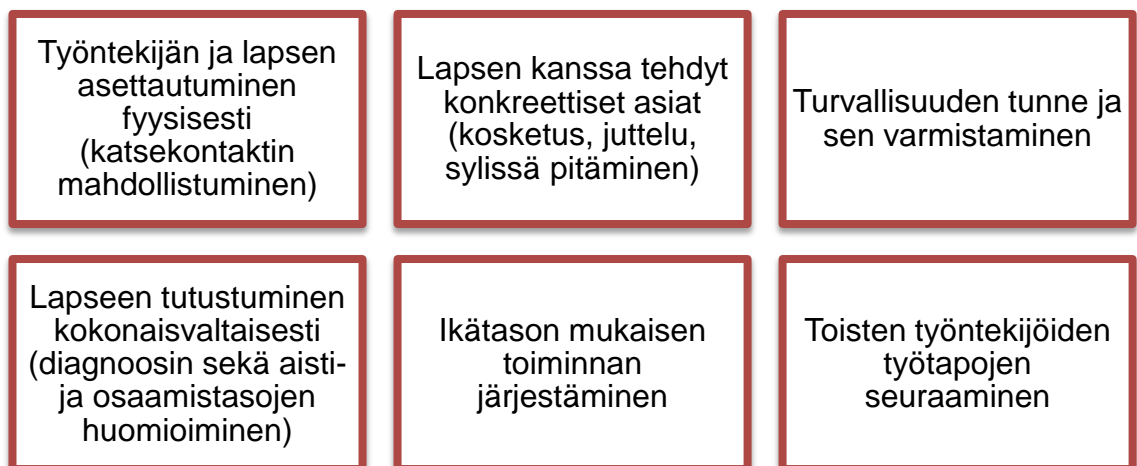 Työntekijän ja lapsen
asettautuminen
fyysisesti
(katsekontaktin
mahdollistuminen)
Lapsen kanssa tehdyt
konkreettiset asiat
(kosketus, juttelu,
sylissä pitäminen)
Turvallisuuden tunne ja
sen varmistaminen
Lapseen tutustuminen
kokonaisvaltaisesti
(diagnoosin sekä aisti-
ja osaamistasojen
huomioiminen)
Ikätason mukaisen
toiminnan
järjestäminen
Toisten työntekijöiden
työtapojen
seuraaminen